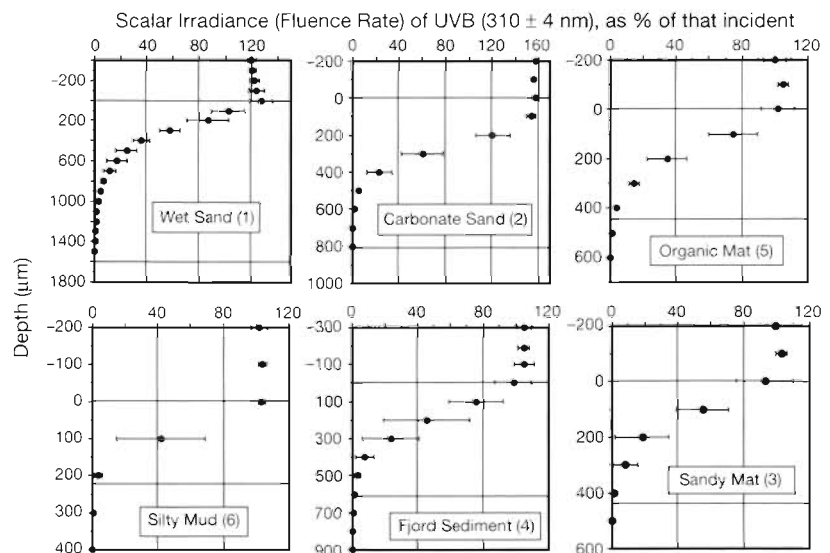 Scalar Irradiance (Fluence Rate) of UVB (310 ± 4 nm), as % of that incident
0 40 80 120
-200
200
600
1000
1400
1800
Wet Sand (1)
0 40 80 120 160
-200
0
200
400
600
800
1000
Carbonate Sand (2)
0 40 80 120
-200
0
200
400
600
Organic Mat (5)
Depth (µm)
0 40 80 120
-200
-100
0
100
200
300
400
Silty Mud (6)
0 40 80 120
-300
-100
100
300
500
700
900
Fjord Sediment (4)
0 40 80 120
-200
0
200
400
600
Sandy Mat (3)